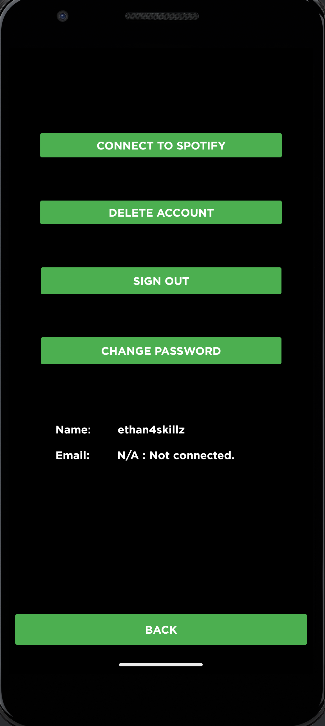 CONNECT TO SPOTIFY
DELETE ACCOUNT
SIGN OUT
CHANGE PASSWORD
Name: ethan4skillz
Email: N/A : Not connected.
BACK